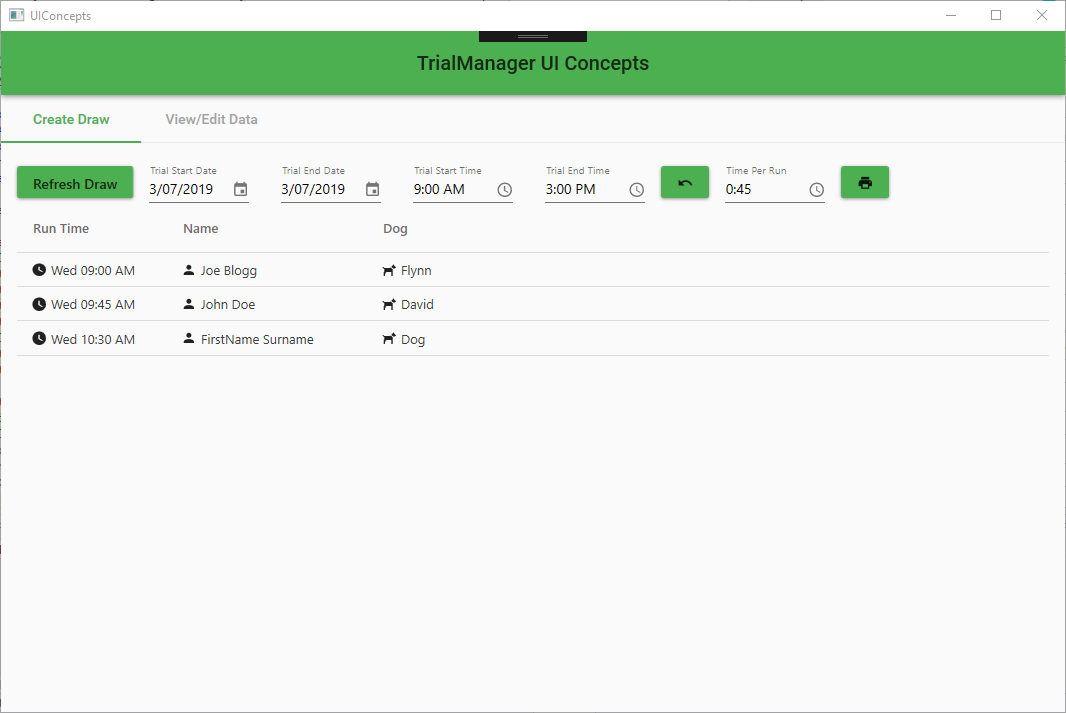 UIConcepts
TrialManager UI Concepts
Create Draw View/Edit Data
Refresh Draw
Trial Start Date Trial End Date Trial Start Time Trial End Time Time Per Run
3/07/2019 3/07/2019 9:00 AM 3:00 PM 0:45
Run Time Name Dog
Wed 09:00 AM Joe Blogg Flynn
Wed 09:45 AM John Doe David
Wed 10:30 AM FirstName Surname Dog